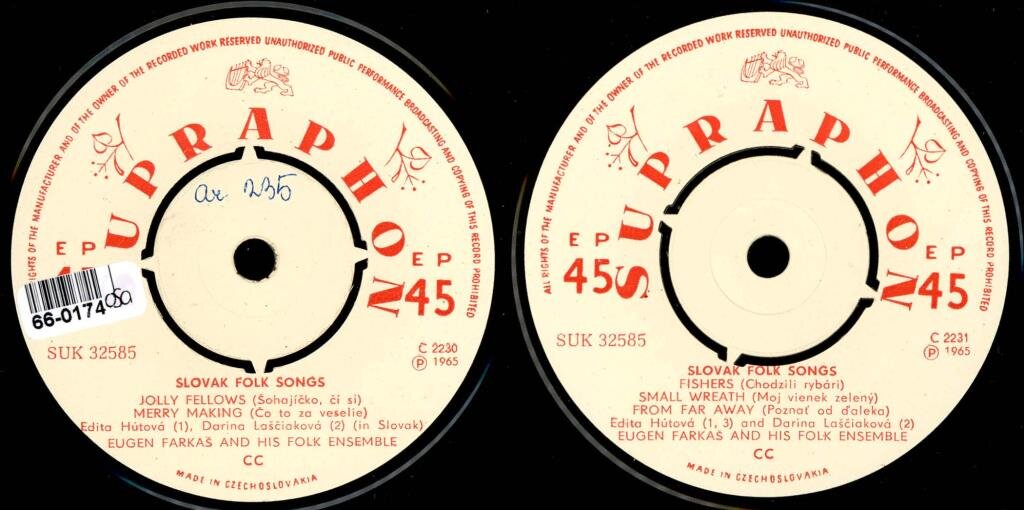 RIGHTS OF THE MANUFACTURER AND OF THE OWNER OF THE RECORDED WORK RESERVED UNAUTHORIZED PUBLIC PERFORMANCE BROADCASTING AND COPYING OF THIS RECORD PROHIBITED
UPRAPHON
ar 235
EP
EP
45
66-0174
OSA
SUK 32585
C 2230
Ⓟ 1965
SLOVAK FOLK SONGS
JOLLY FELLOWS (Šohajíčko, čí si)
MERRY MAKING (Čo to za veselie)
Edita Hútová (1), Darina Laščiaková (2) (in Slovak)
EUGEN FARKAŠ AND HIS FOLK ENSEMBLE
CC
MADE IN CZECHOSLOVAKIA
ALL RIGHTS OF THE MANUFACTURER AND OF THE OWNER OF THE RECORDED WORK RESERVED UNAUTHORIZED PUBLIC PERFORMANCE BROADCASTING AND COPYING OF THIS RECORD PROHIBITED
SUPRAPHON
EP
45
EP
45
SUK 32585
C 2231
Ⓟ 1965
SLOVAK FOLK SONGS
FISHERS (Chodzili rybári)
SMALL WREATH (Moj vienek zelený)
FROM FAR AWAY (Poznať od ďaleka)
Edita Hútová (1, 3) and Darina Laščiaková (2)
EUGEN FARKAŠ AND HIS FOLK ENSEMBLE
CC
MADE IN CZECHOSLOVAKIA